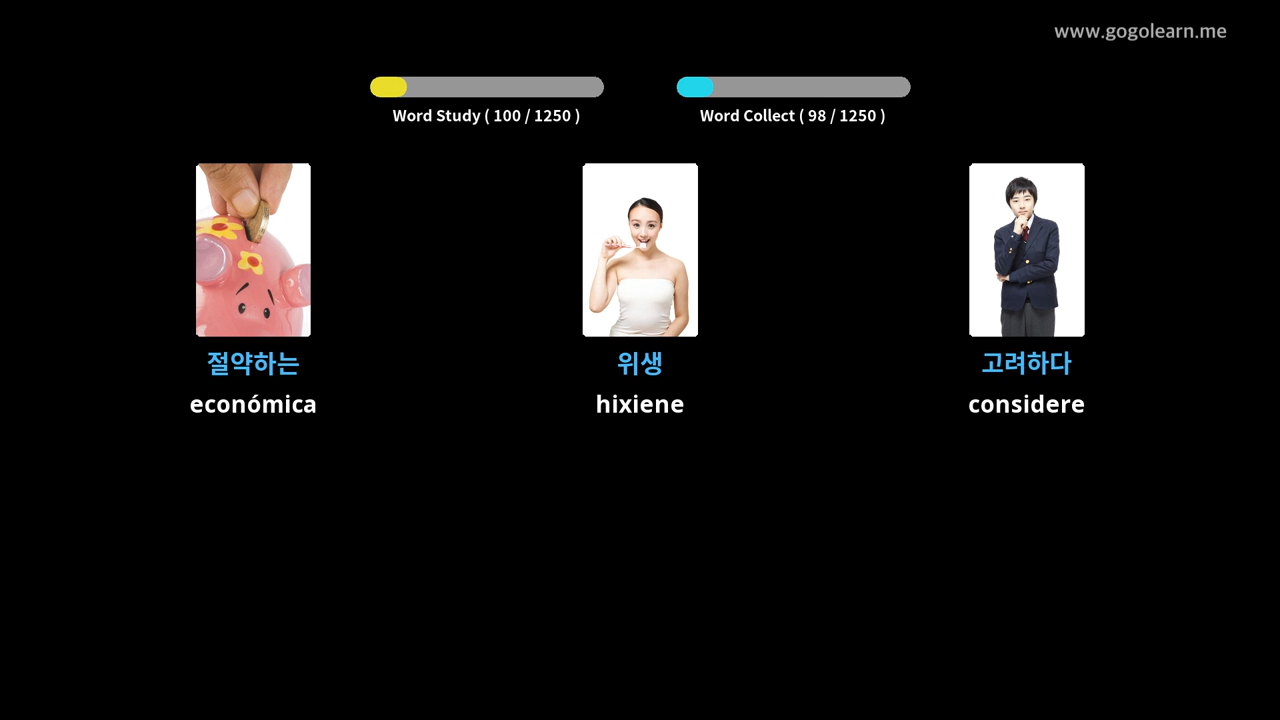 www.gogolearn.me
Word Study ( 100 / 1250 )
Word Collect ( 98 / 1250 )
절약하는
위생
고려하다
económica
hixiene
considere